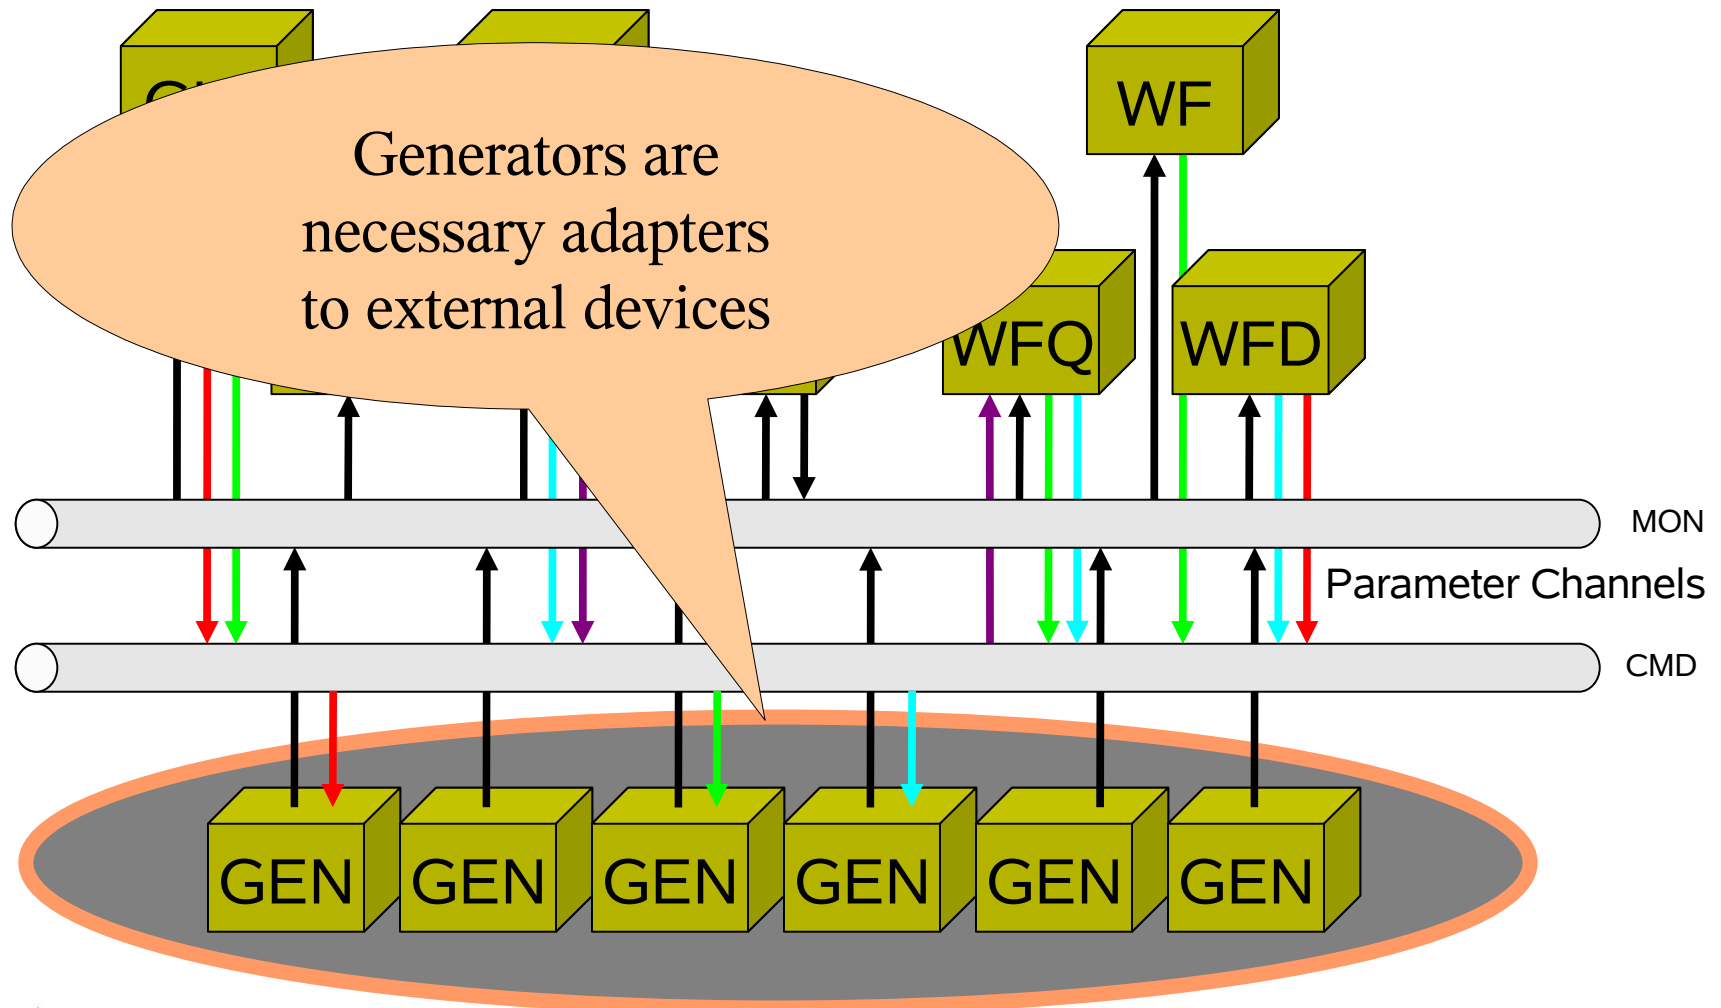 WF
Generators are
necessary adapters
to external devices
WFQ
WFD
MON
Parameter Channels
CMD
GEN
GEN
GEN
GEN
GEN
GEN